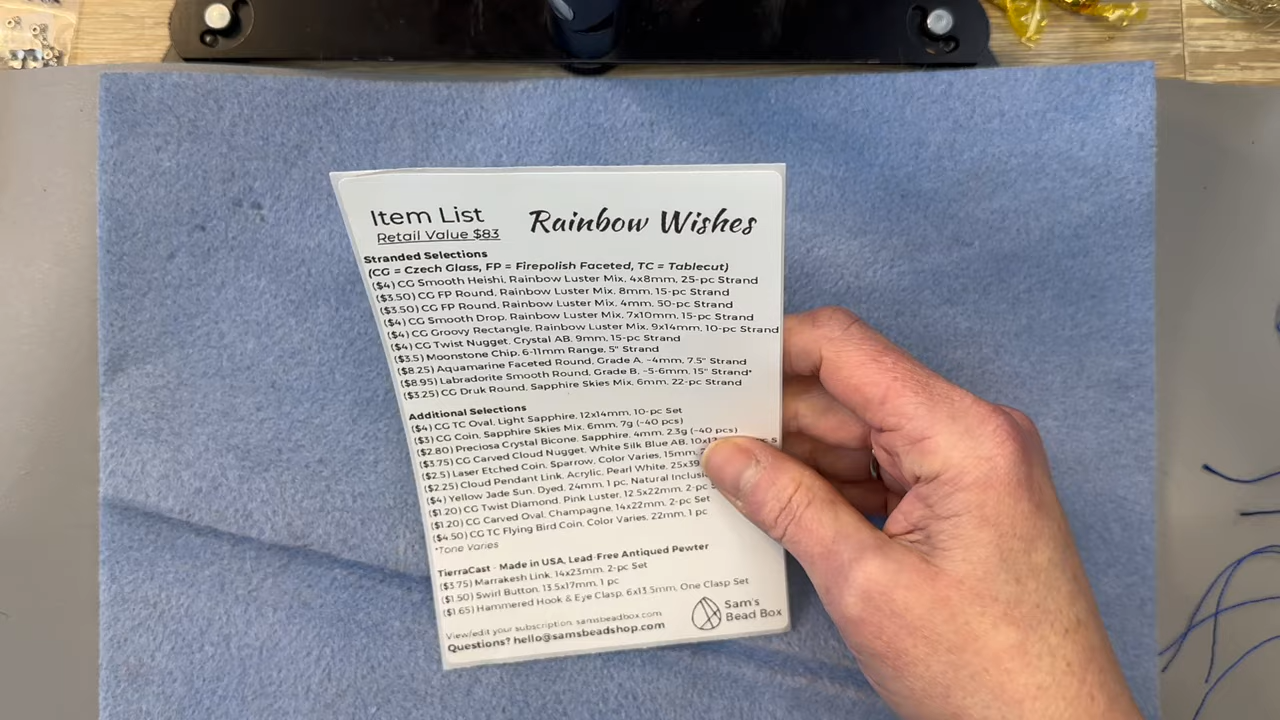 Item List
Rainbow Wishes
Retail Value $83
Stranded Selections
(CG = Czech Glass, FP = Firepolish Faceted, TC = Tablecut)
($4) CG Smooth Heishi, Rainbow Luster Mix, 4x8mm, 25-pc Strand
($3.50) CG FP Round, Rainbow Luster Mix, 8mm, 15-pc Strand
($3.50) CG FP Round, Rainbow Luster Mix, 4mm, 50-pc Strand
($4) CG Smooth Drop, Rainbow Luster Mix, 7x10mm, 15-pc Strand
($4) CG Groovy Rectangle, Rainbow Luster Mix, 9x14mm, 10-pc Strand
($4) CG Twist Nugget, Crystal AB, 9mm, 15-pc Strand
($3.5) Moonstone Chip, 6-11mm Range, 5" Strand
($8.25) Aquamarine Faceted Round, Grade A, ~4mm, 7.5" Strand
($8.95) Labradorite Smooth Round, Grade B, ~5-6mm, 15" Strand*
($3.25) CG Druk Round, Sapphire Skies Mix, 6mm, 22-pc Strand
Additional Selections
($4) CG TC Oval, Light Sapphire, 12x14mm, 10-pc Set
($3) CG Coin, Sapphire Skies Mix, 6mm, 7g (~40 pcs)
($2.80) Preciosa Crystal Bicone, Sapphire, 4mm, 2.3g (~40 pcs)
($3.75) CG Carved Cloud Nugget, White Silk Blue AB,
($2.5) Laser Etched Coin, Sparrow, Color Varies, 15mm,
($2.25) Cloud Pendant Link, Acrylic, Pearl White,
($4) Yellow Jade Sun, Dyed, 24mm, 1 pc, Natural
($1.20) CG Twist Diamond, Pink Luster, 12.5x22mm, 2-pc
($1.20) CG Carved Oval, Champagne, 14x22mm, 2-pc Set
($4.50) CG TC Flying Bird Coin, Color Varies, 22mm, 1 pc
*Tone Varies
TierraCast - Made in USA, Lead-Free Antiqued Pewter
($3.75) Marrakesh Link, 14x23mm, 2-pc Set
($1.50) Swirl Button, 13.5x17mm, 1 pc
($1.65) Hammered Hook & Eye Clasp, 6x13.5mm, One Clasp Set
View/edit your subscription: samsbeadbox.com
Questions? hello@samsbeadshop.com
Sam's
Bead Box